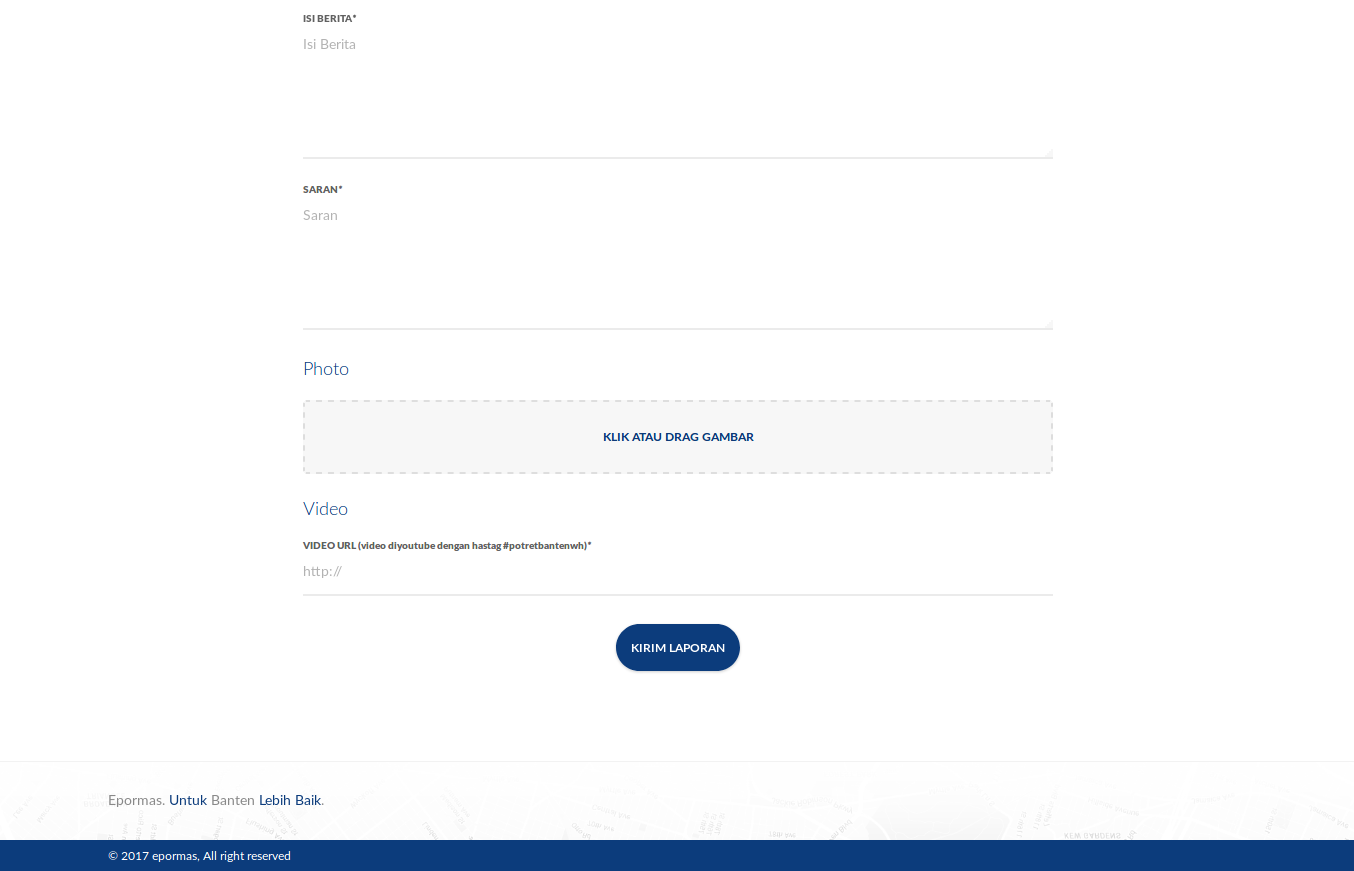 ISI BERITA*
Isi Berita
SARAN*
Saran
Photo
KLIK ATAU DRAG GAMBAR
Video
VIDEO URL (video diyoutube dengan hastag #potretbantenwh)*
http://
KIRIM LAPORAN
Epormas. Untuk Banten Lebih Baik.
© 2017 epormas, All right reserved